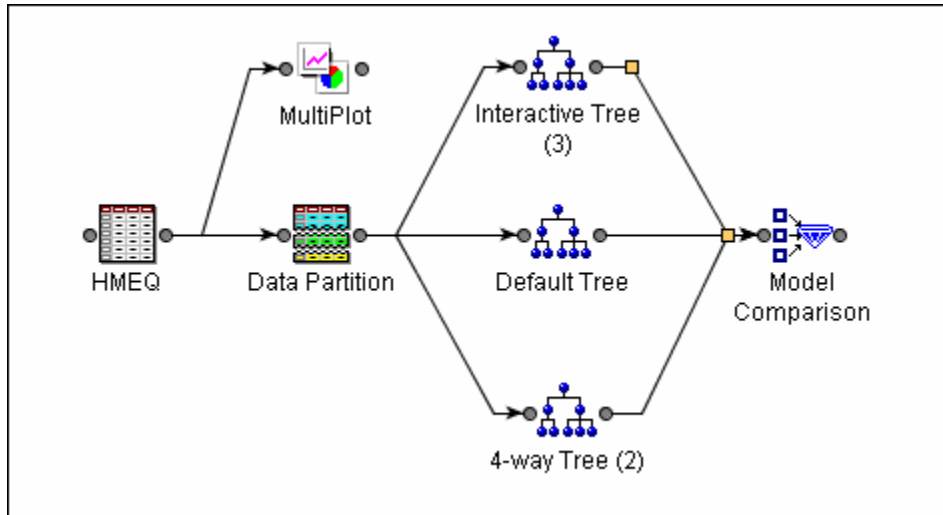 MultiPlot
Interactive Tree
(3)
HMEQ
Data Partition
Default Tree
Model
Comparison
4-way Tree (2)